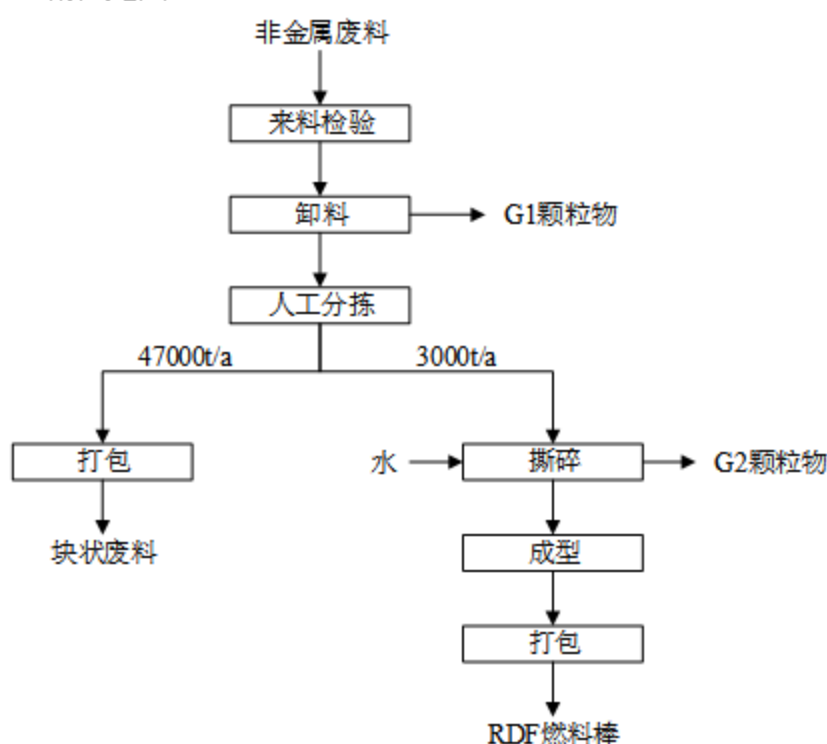 非金属废料
来料检验
卸料
G1颗粒物
人工分拣
47000t/a
3000t/a
打包
水
撕碎
G2颗粒物
块状废料
成型
打包
RDF燃料棒